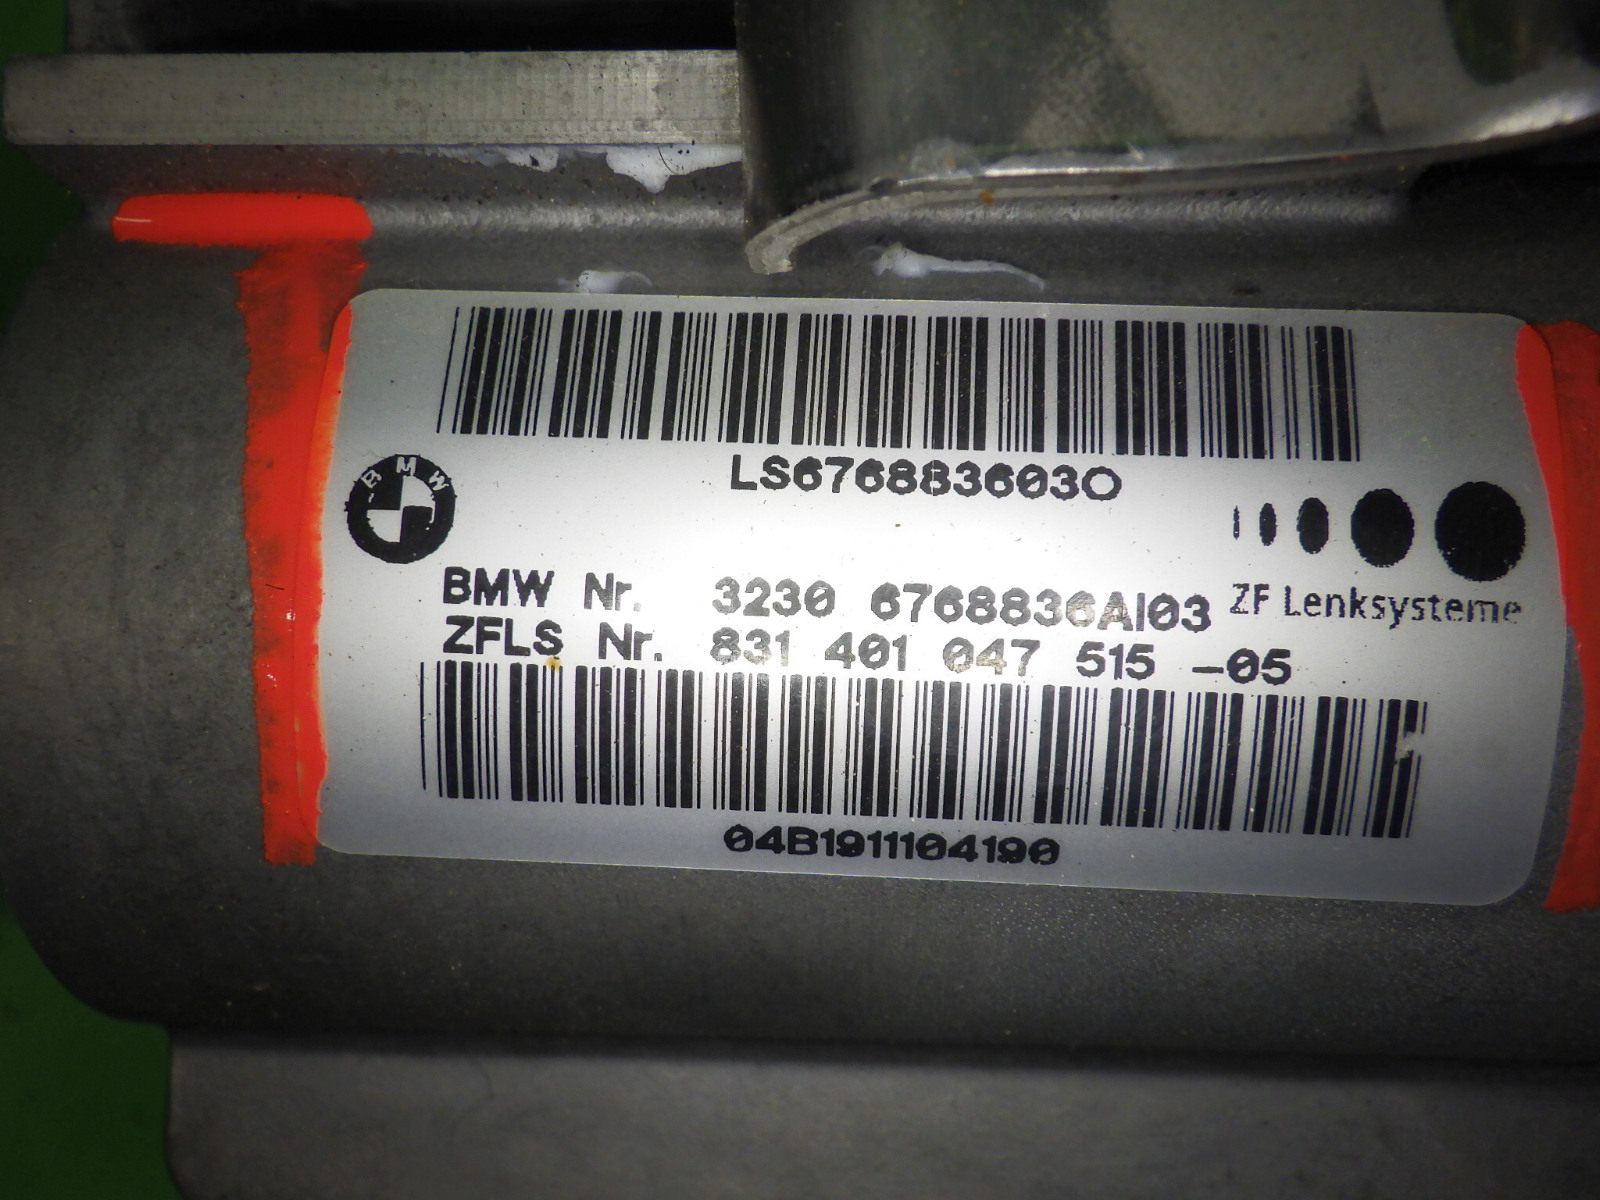 LS6768836030
BMW
BMW Nr. 3230 6768836AI03
ZF Lenksysteme
ZFLS Nr. 831 401 047 515 -05
04B1911104190